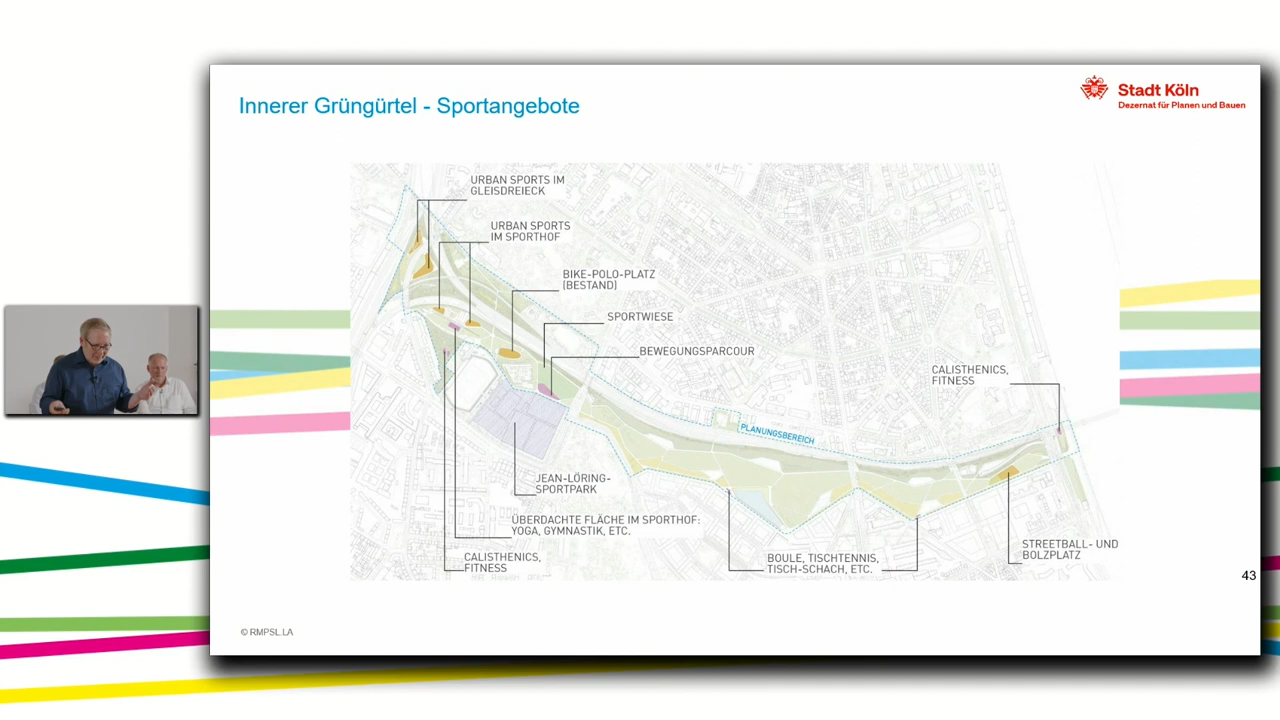 Innerer Grüngürtel - Sportangebote
Stadt Köln
Dezernat für Planen und Bauen
URBAN SPORTS IM
GLEISDREIECK
URBAN SPORTS
IM SPORTHOF
BIKE-POLO-PLATZ
(BESTAND)
SPORTWIESE
BEWEGUNGSPARCOUR
CALISTHENICS,
FITNESS
PLANUNGSBEREICH
JEAN-LÖRING-
SPORTPARK
ÜBERDACHTE FLÄCHE IM SPORTHOF:
YOGA, GYMNASTIK, ETC.
CALISTHENICS,
FITNESS
BOULE, TISCHTENNIS,
TISCH-SCHACH, ETC.
STREETBALL- UND
BOLZPLATZ
43
© RMPSL.LA